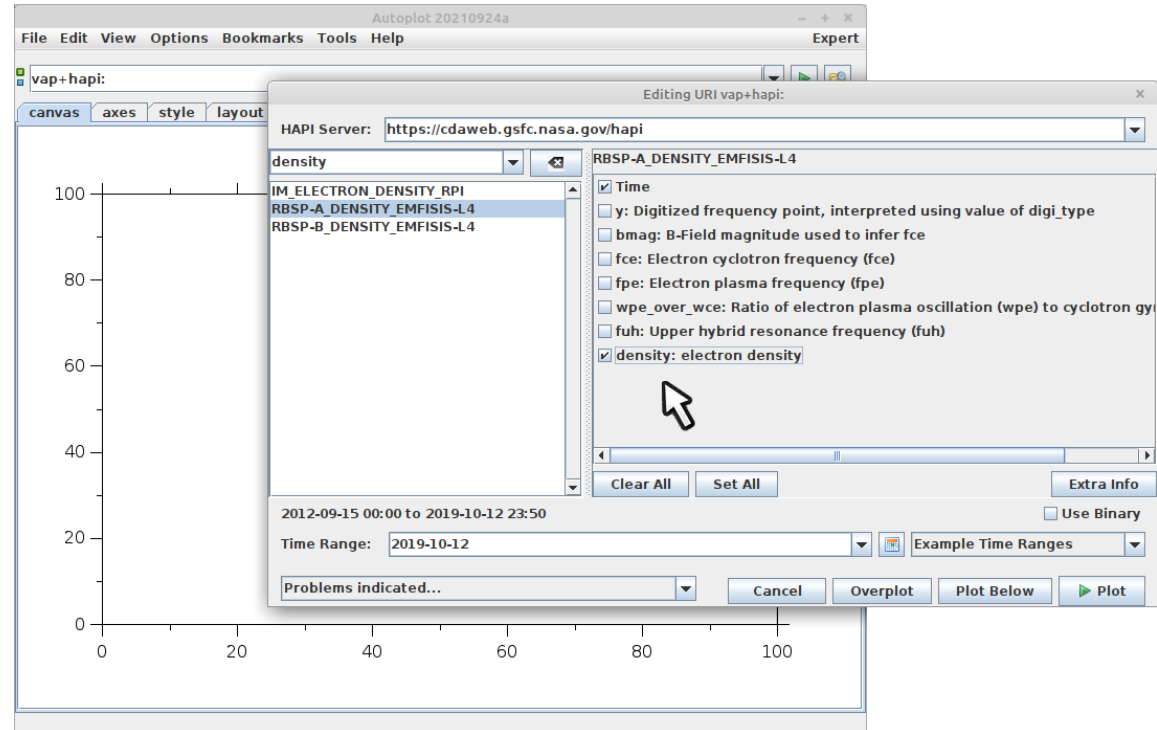 Autoplot 20210924a
File Edit View Options Bookmarks Tools Help Expert
vap+hapi:
canvas axes style layout
Editing URI vap+hapi:
HAPI Server: https://cdaweb.gsfc.nasa.gov/hapi
density
IM_ELECTRON_DENSITY_RPI
RBSP-A_DENSITY_EMFISIS-L4
RBSP-B_DENSITY_EMFISIS-L4
RBSP-A_DENSITY_EMFISIS-L4
Time
y: Digitized frequency point, interpreted using value of digi_type
bmag: B-Field magnitude used to infer fce
fce: Electron cyclotron frequency (fce)
fpe: Electron plasma frequency (fpe)
wpe_over_wce: Ratio of electron plasma oscillation (wpe) to cyclotron
fuh: Upper hybrid resonance frequency (fuh)
density: electron density
Clear All Set All Extra Info
2012-09-15 00:00 to 2019-10-12 23:50 Use Binary
Time Range: 2019-10-12 Example Time Ranges
Problems indicated... Cancel Overplot Plot Below Plot
100
80
60
40
20
0
0 20 40 60 80 100